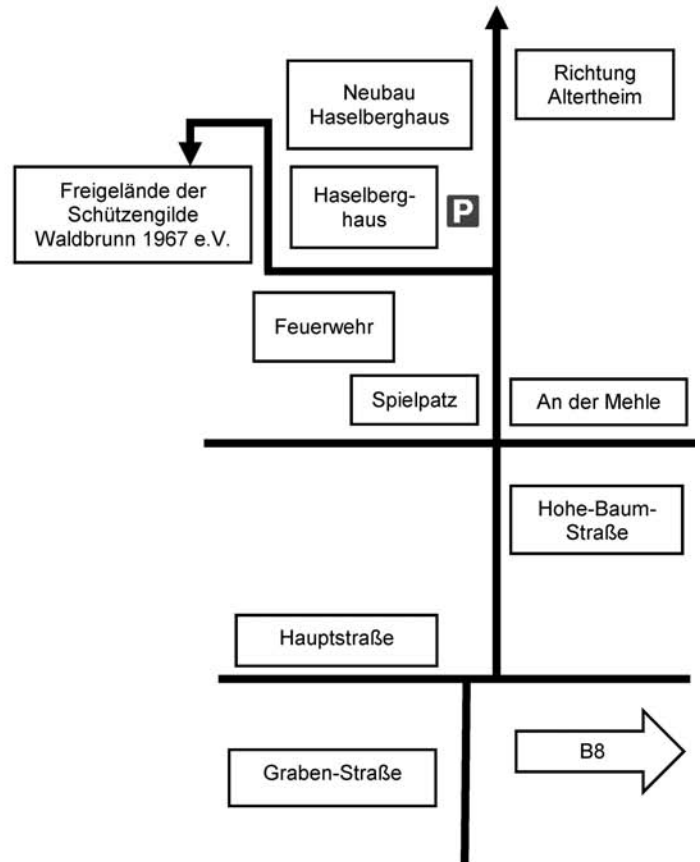 Neubau
Haselberghaus
Richtung
Altertheim
Freigelände der
Schützengilde
Waldbrunn 1967 e.V.
Haselberg-
haus
P
Feuerwehr
Spielpatz
An der Mehle
Hohe-Baum-
Straße
Hauptstraße
Graben-Straße
B8